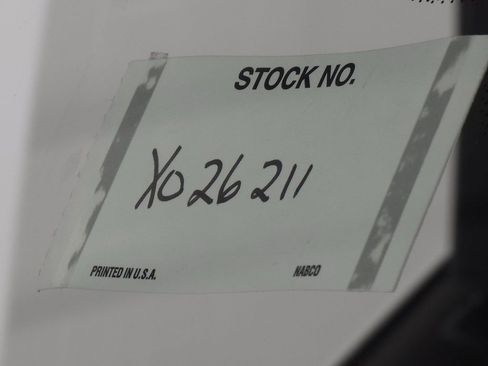 STOCK NO.
X026211
PRINTED IN U.S.A. NABCO